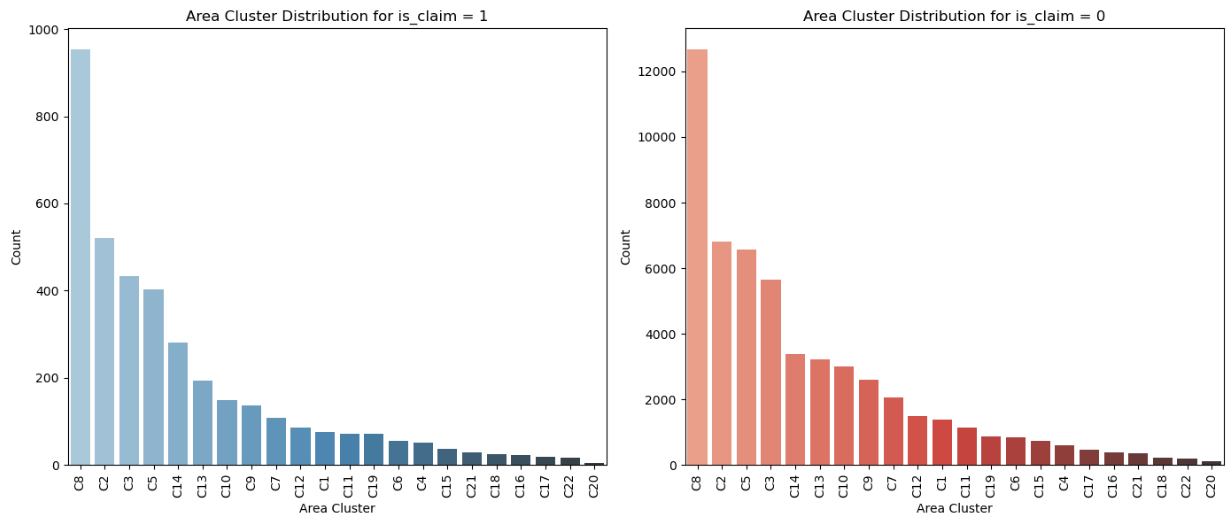 Area Cluster Distribution for is_claim = 1
1000
800
600
400
200
0
Count
C8 C2 C3 C5 C14 C13 C10 C9 C7 C12 C1 C11 C19 C6 C4 C15 C21 C18 C16 C17 C22 C20
Area Cluster
Area Cluster Distribution for is_claim = 0
12000
10000
8000
6000
4000
2000
0
Count
C8 C2 C5 C3 C14 C13 C10 C9 C7 C12 C1 C11 C19 C6 C15 C4 C17 C16 C21 C18 C22 C20
Area Cluster